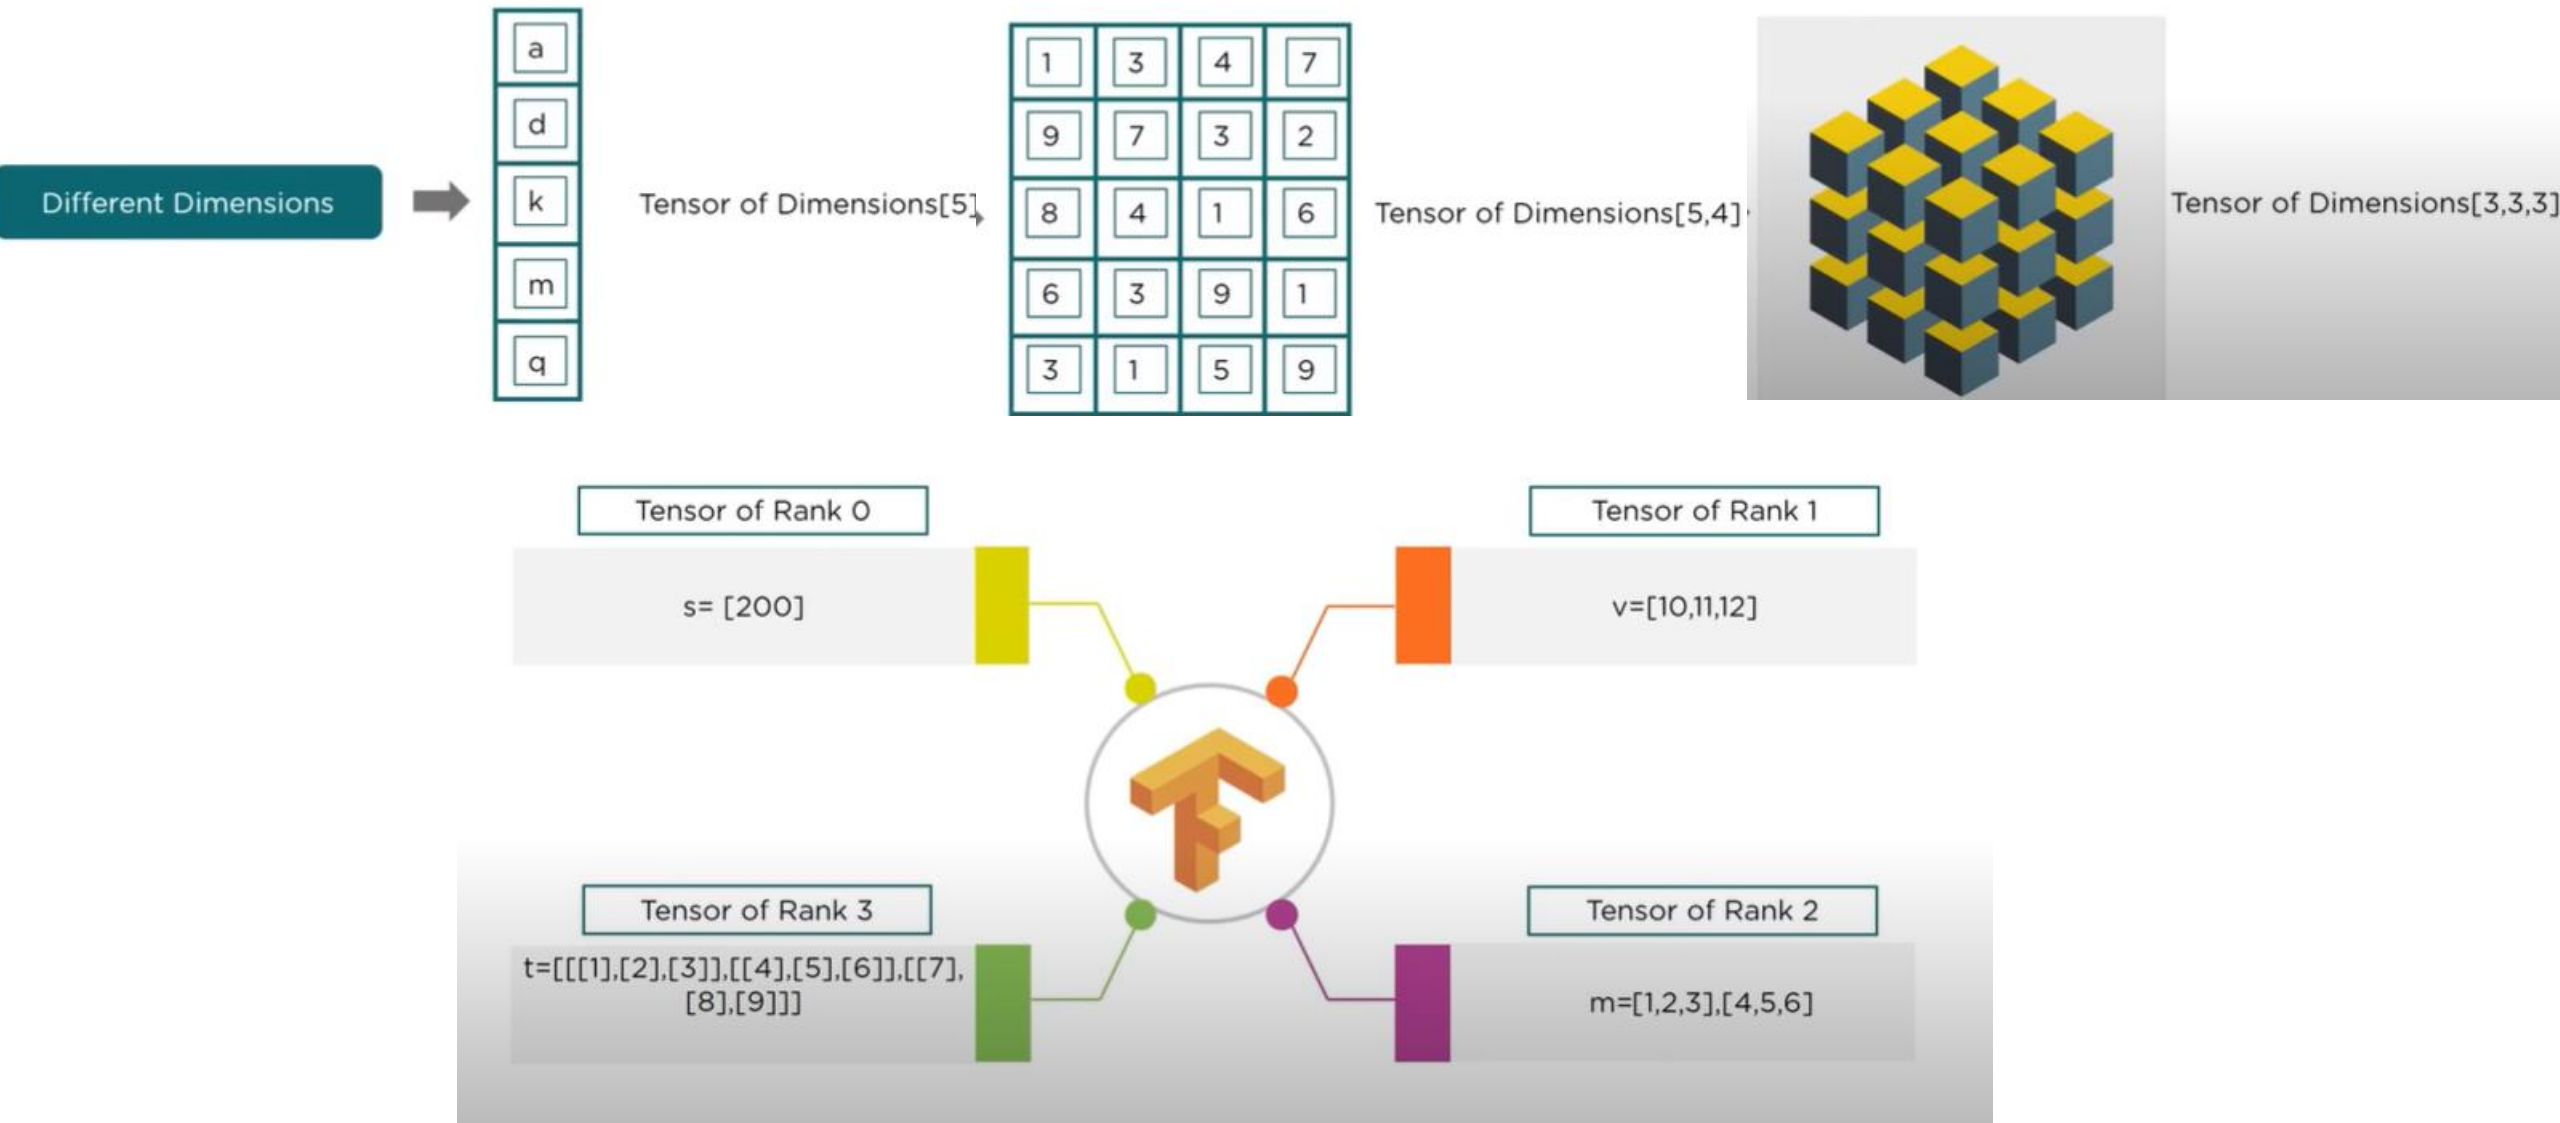 Different Dimensions
a
d
k
m
q
Tensor of Dimensions[5]
1 3 4 7
9 7 3 2
8 4 1 6
6 3 9 1
3 1 5 9
Tensor of Dimensions[5,4]
Tensor of Dimensions[3,3,3]
Tensor of Rank 0
s= [200]
Tensor of Rank 1
v=[10,11,12]
Tensor of Rank 3
t=[[[1],[2],[3]],[[4],[5],[6]],[[7],
[8],[9]]]
Tensor of Rank 2
m=[1,2,3],[4,5,6]